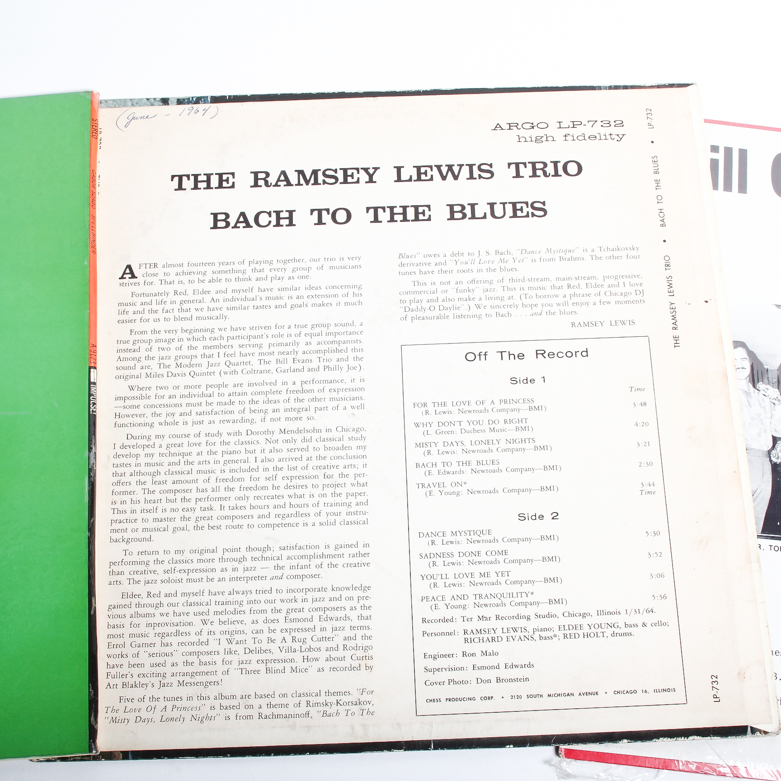 (June - 1964)
ARGO LP-732
high fidelity
THE RAMSEY LEWIS TRIO
BACH TO THE BLUES
AFTER almost fourteen years of playing together, our trio is very
close to achieving something that every group of musicians
strives for. That is, to be able to think and play as one.
Fortunately Red, Eldee and myself have similar ideas concerning
music and life in general. An individual's music is an extension of his
life and the fact that we have similar tastes and goals makes it much
easier for us to blend musically.
From the very beginning we have striven for a true group sound, a
true group image in which each participant's role is of equal importance
instead of two of the members serving primarily as accompanists.
Among the jazz groups that I feel have most nearly accomplished this
sound are, The Modern Jazz Quartet, The Bill Evans Trio and the
original Miles Davis Quintet (with Coltrane, Garland and Philly Joe).
Where two or more people are involved in a performance, it is
impossible for an individual to attain complete freedom of expression
—some concessions must be made to the ideas of the other musicians.
However, the joy and satisfaction of being an integral part of a well
functioning whole is just as rewarding, if not more so.
During my course of study with Dorothy Mendelsohn in Chicago,
I developed a great love for the classics. Not only did classical study
develop my technique at the piano but it also served to broaden my
tastes in music and the arts in general. I also arrived at the conclusion
that although classical music is included in the list of creative arts; it
offers the least amount of freedom for self expression for the per-
former. The composer has all the freedom he desires to project what
is in his heart but the performer only recreates what is on the paper.
This in itself is no easy task. It takes hours and hours of training and
practice to master the great composers and regardless of your instru-
ment or musical goal, the best route to competence is a solid classical
background.
To return to my original point though; satisfaction is gained in
performing the classics more through technical accomplishment rather
than creative, self-expression as in jazz — the infant of the creative
arts. The jazz soloist must be an interpreter and composer.
Eldee, Red and myself have always tried to incorporate knowledge
gained through our classical training into our work in jazz and on pre-
vious albums we have used melodies from the great composers as the
basis for inprovisation. We believe, as does Esmond Edwards, that
most music regardless of its origins, can be expressed in jazz terms.
Errol Garner has recorded "I Want To Be A Rug Cutter" and the
works of "serious" composers like, Delibes, Villa-Lobos and Rodrigo
have been used as the basis for jazz expression. How about Curtis
Fuller's exciting arrangement of "Three Blind Mice" as recorded by
Art Blakey's Jazz Messengers!
Five of the tunes in this album are based on classical themes. "For
The Love Of A Princess" is based on a theme of Rimsky-Korsakov,
"Misty Days, Lonely Nights" is from Rachmaninoff, "Bach To The
Blues" owes a debt to J. S. Bach, "Dance Mystique" is a Tchaikovsky
derivative and "You'll Love Me Yet" is from Brahms. The other four
tunes have their roots in the blues.
This is not an offering of third-stream, main-stream, progressive,
commercial or "funky" jazz. This is music that Red, Eldee and I love
to play and also make a living at. (To borrow a phrase of Chicago DJ
"Daddy-O Daylie".) We sincerely hope you will enjoy a few moments
of pleasurable listening to Bach . . . and the blues.
RAMSEY LEWIS
Off The Record
Side 1
Time
FOR THE LOVE OF A PRINCESS 3:48
(R. Lewis: Newroads Company—BMI)
WHY DON'T YOU DO RIGHT 4:20
(L. Green: Duchess Music—BMI)
MISTY DAYS, LONELY NIGHTS 3:21
(R. Lewis: Newroads Company—BMI)
BACH TO THE BLUES 2:30
(E. Edwards: Newroads Company—BMI)
TRAVEL ON* 3:44
(E. Young: Newroads Company—BMI)
Time
Side 2
DANCE MYSTIQUE 5:30
(R. Lewis: Newroads Company—BMI)
SADNESS DONE COME 3:52
(R. Lewis: Newroads Company—BMI)
YOU'LL LOVE ME YET 3:06
(R. Lewis: Newroads Company—BMI)
PEACE AND TRANQUILITY* 5:56
(E. Young: Newroads Company—BMI)
Recorded: Ter Mar Recording Studio, Chicago, Illinois 1/31/64.
Personnel: RAMSEY LEWIS, piano; ELDEE YOUNG, bass & cello;
RICHARD EVANS, bass*; RED HOLT, drums.
Engineer: Ron Malo
Supervision: Esmond Edwards
Cover Photo: Don Bronstein
CHESS PRODUCING CORP. • 2120 SOUTH MICHIGAN AVENUE • CHICAGO 16, ILLINOIS
THE RAMSEY LEWIS TRIO • BACH TO THE BLUES • LP-732
LP-732
STEREO
IMPULSE
ill